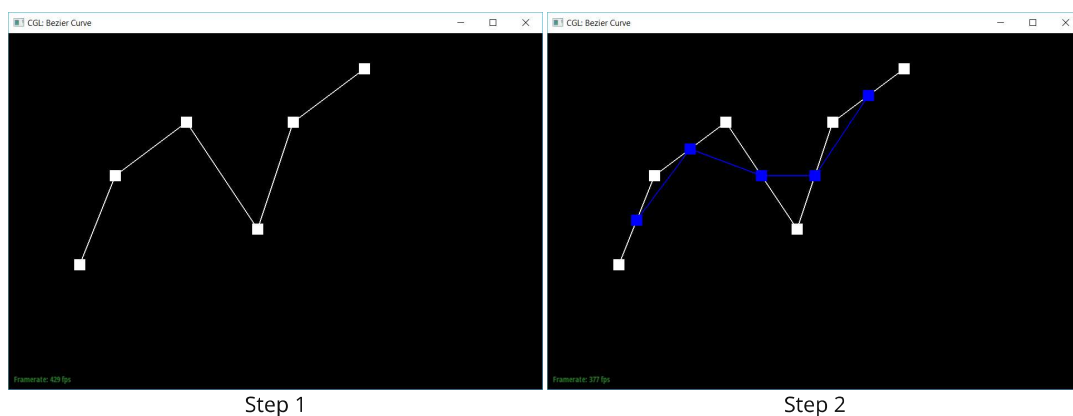 CGL: Bezier Curve
CGL: Bezier Curve
Framerate: 429 fps
Framerate: 377 fps
Step 1
Step 2